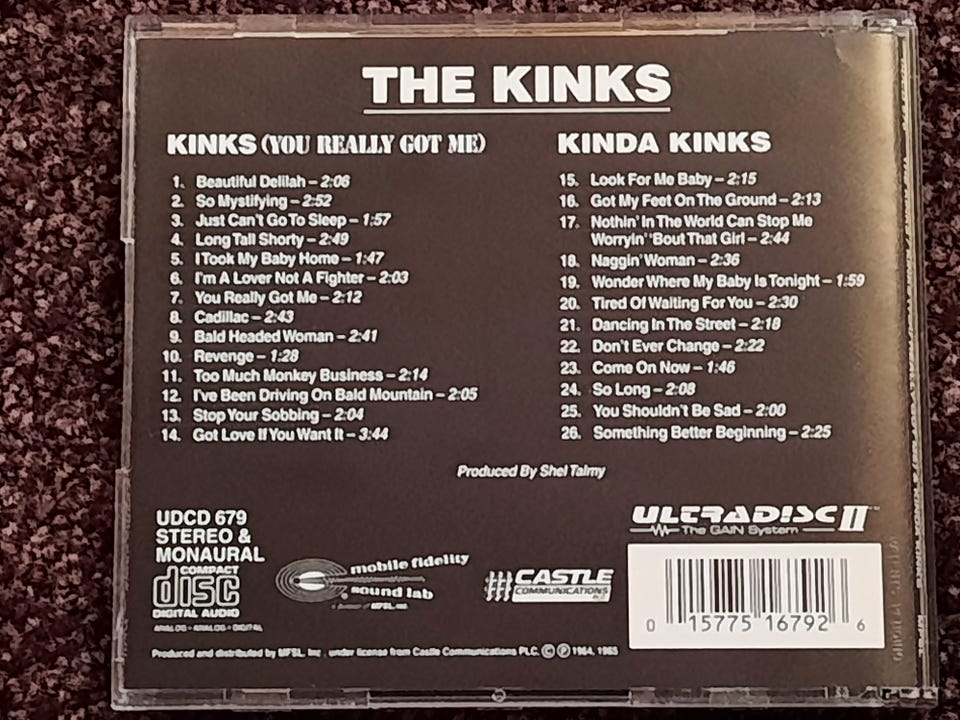 THE KINKS
KINKS (YOU REALLY GOT ME)
1. Beautiful Delilah – 2:06
2. So Mystifying – 2:52
3. Just Can't Go To Sleep – 1:57
4. Long Tall Shorty – 2:49
5. I Took My Baby Home – 1:47
6. I'm A Lover Not A Fighter – 2:03
7. You Really Got Me – 2:12
8. Cadillac – 2:43
9. Bald Headed Woman – 2:41
10. Revenge – 1:28
11. Too Much Monkey Business – 2:14
12. I've Been Driving On Bald Mountain – 2:05
13. Stop Your Sobbing – 2:04
14. Got Love If You Want It – 3:44
KINDA KINKS
15. Look For Me Baby – 2:15
16. Got My Feet On The Ground – 2:13
17. Nothin' In The World Can Stop Me
Worryin' 'Bout That Girl – 2:44
18. Naggin' Woman – 2:36
19. Wonder Where My Baby Is Tonight – 1:59
20. Tired Of Waiting For You – 2:30
21. Dancing In The Street – 2:18
22. Don't Ever Change – 2:22
23. Come On Now – 1:46
24. So Long – 2:08
25. You Shouldn't Be Sad – 2:00
26. Something Better Beginning – 2:25
Produced By Shel Talmy
UDCD 679
STEREO &
MONAURAL
COMPACT
disc
DIGITAL AUDIO
ANALOG • ANALOG • DIGITAL
mobile fidelity
sound lab
a division of MFSL, INC.
CASTLE
COMMUNICATIONS
ULTRADISC II™
The GAIN System
0 15775 16792 6
Produced and distributed by MFSL, Inc. under license from Castle Communications PLC. © ℗ 1964, 1965